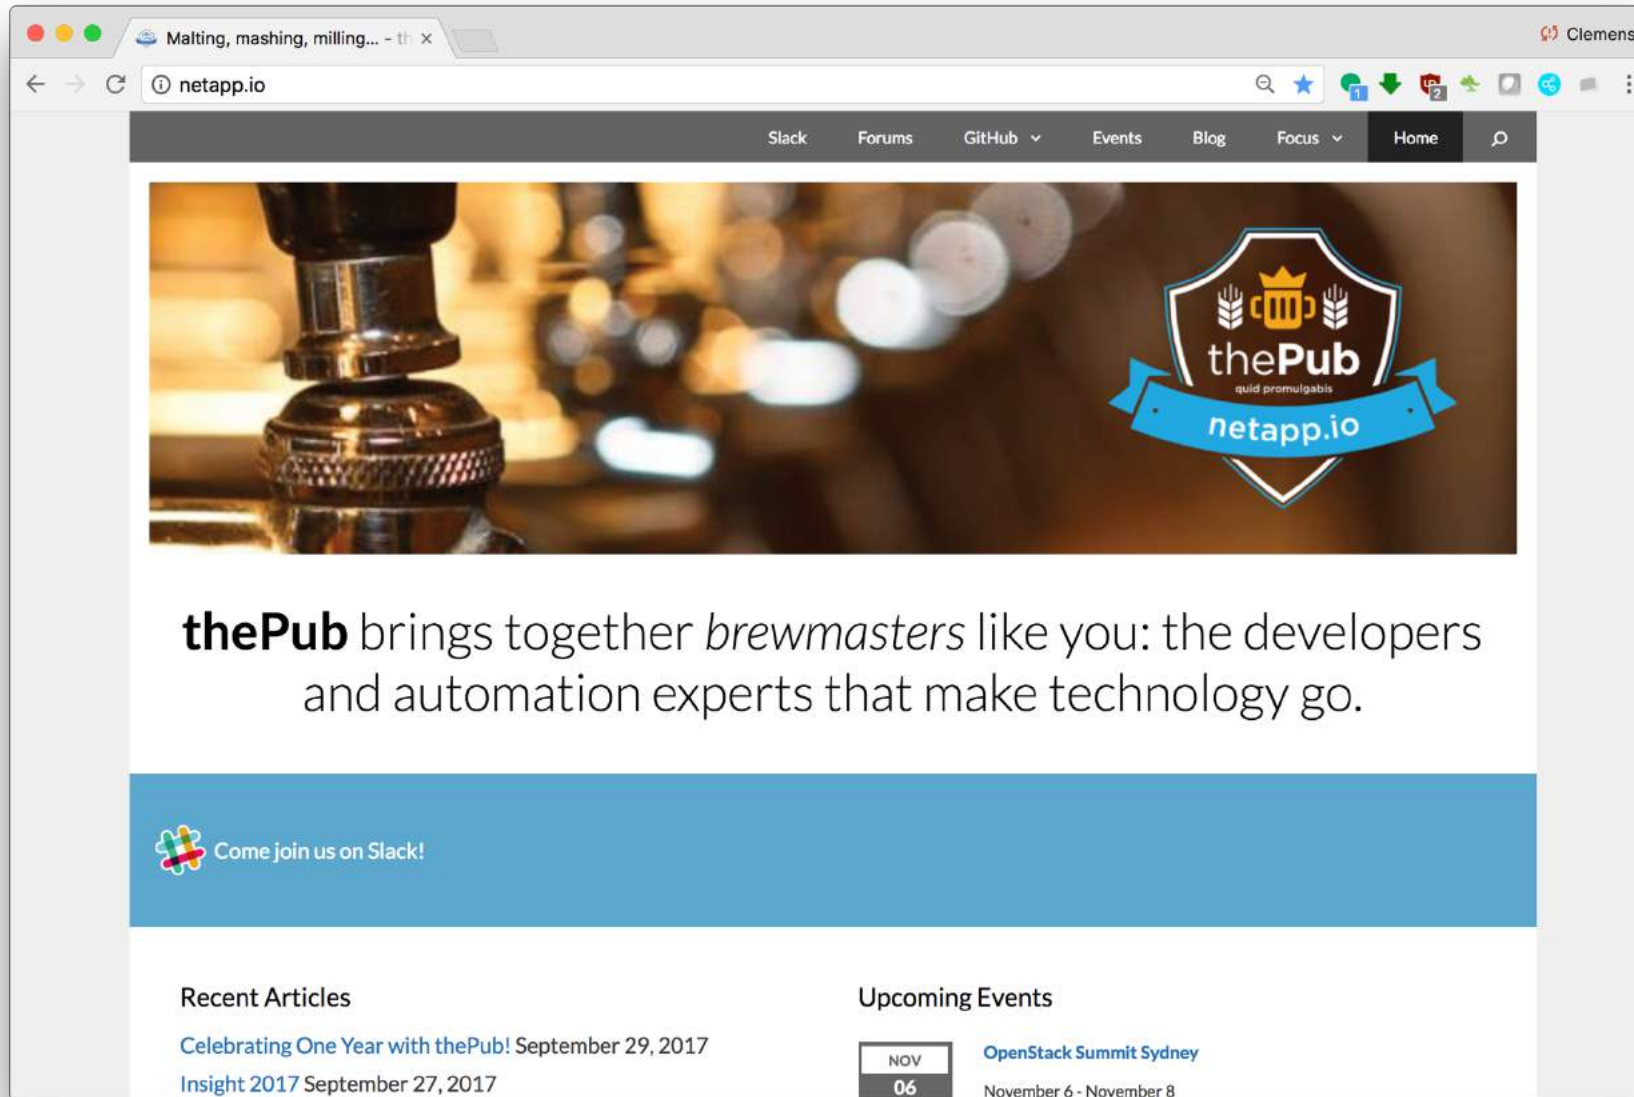 Malting, mashing, milling... - th
Clemens
netapp.io
1
2
Slack Forums GitHub Events Blog Focus Home
thePub
quid promulgabis
netapp.io
thePub brings together brewmasters like you: the developers
and automation experts that make technology go.
Come join us on Slack!
Recent Articles
Celebrating One Year with thePub! September 29, 2017
Insight 2017 September 27, 2017
Upcoming Events
NOV
06
OpenStack Summit Sydney
November 6 - November 8